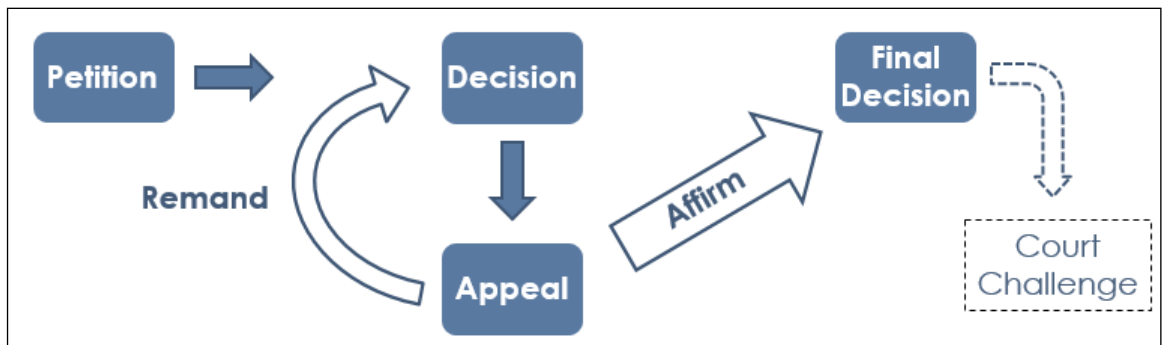 Petition
Decision
Final
Decision
Remand
Affirm
Appeal
Court
Challenge